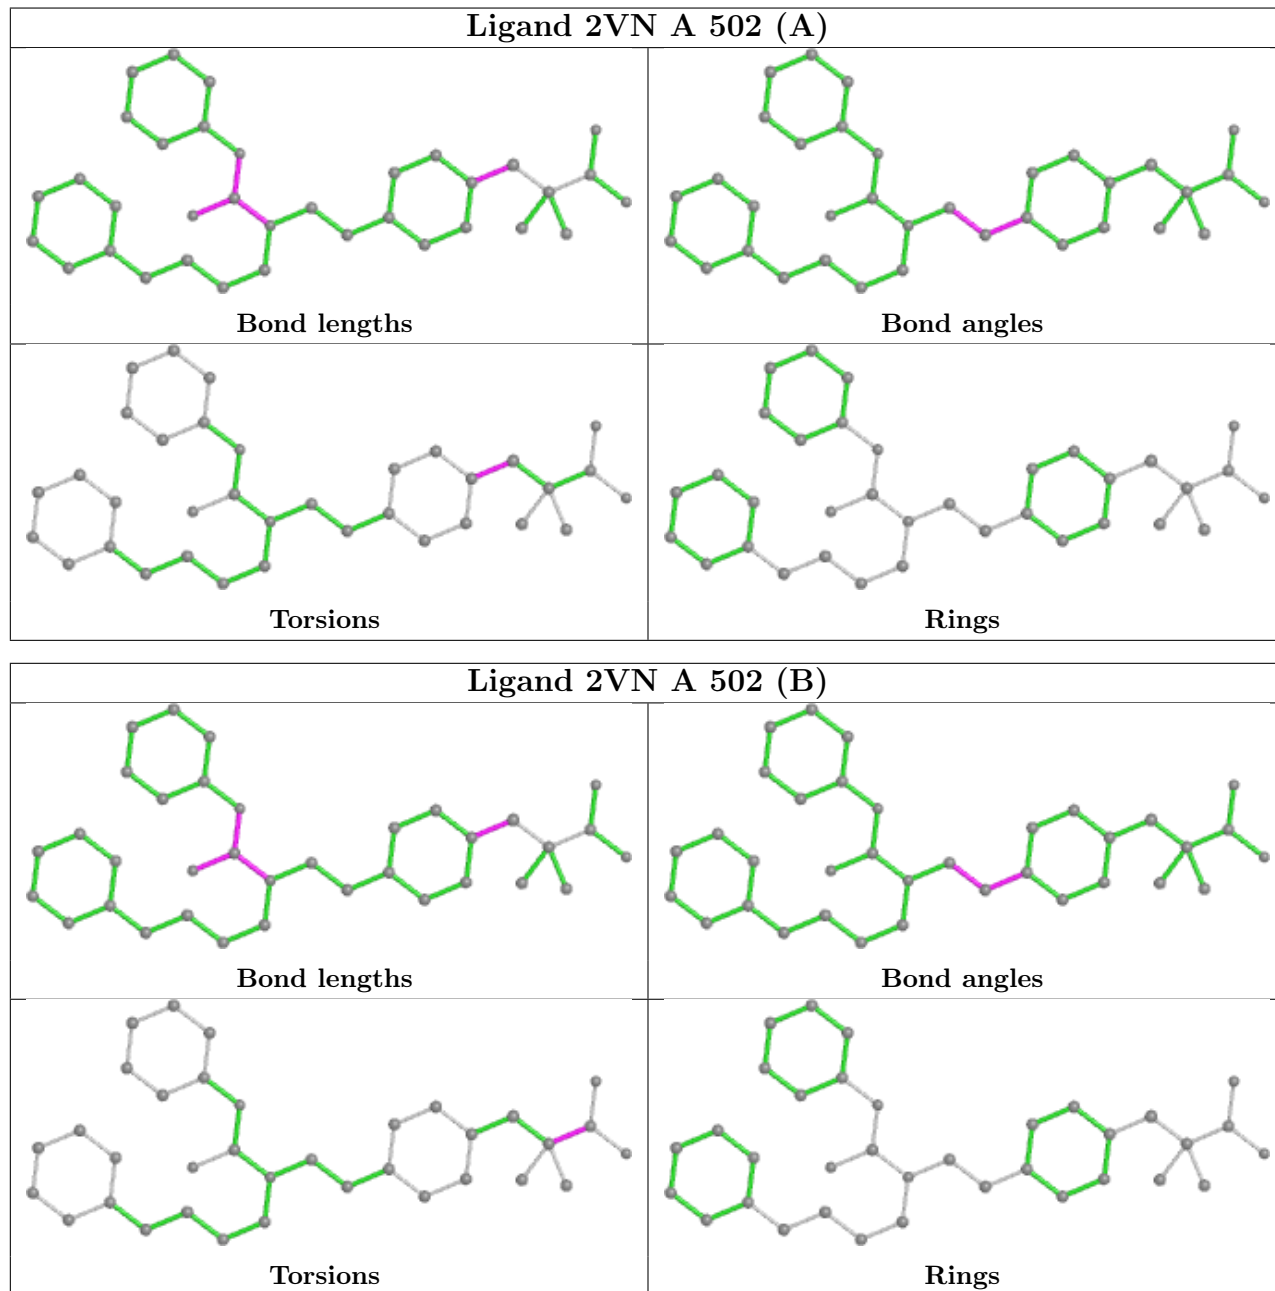 Ligand 2VN A 502 (A)
Bond lengths
Bond angles
Torsions
Rings
Ligand 2VN A 502 (B)
Bond lengths
Bond angles
Torsions
Rings